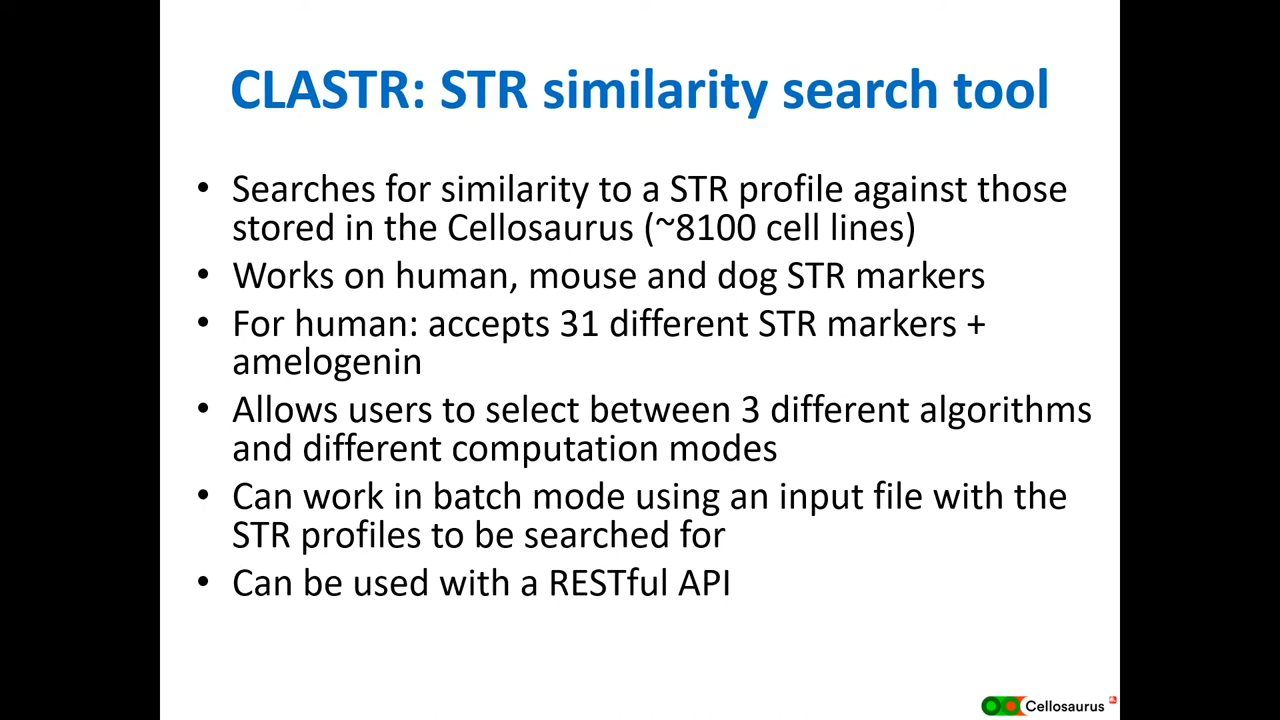 CLASTR: STR similarity search tool
• Searches for similarity to a STR profile against those
stored in the Cellosaurus (~8100 cell lines)
• Works on human, mouse and dog STR markers
• For human: accepts 31 different STR markers +
amelogenin
• Allows users to select between 3 different algorithms
and different computation modes
• Can work in batch mode using an input file with the
STR profiles to be searched for
• Can be used with a RESTful API
Cellosaurus